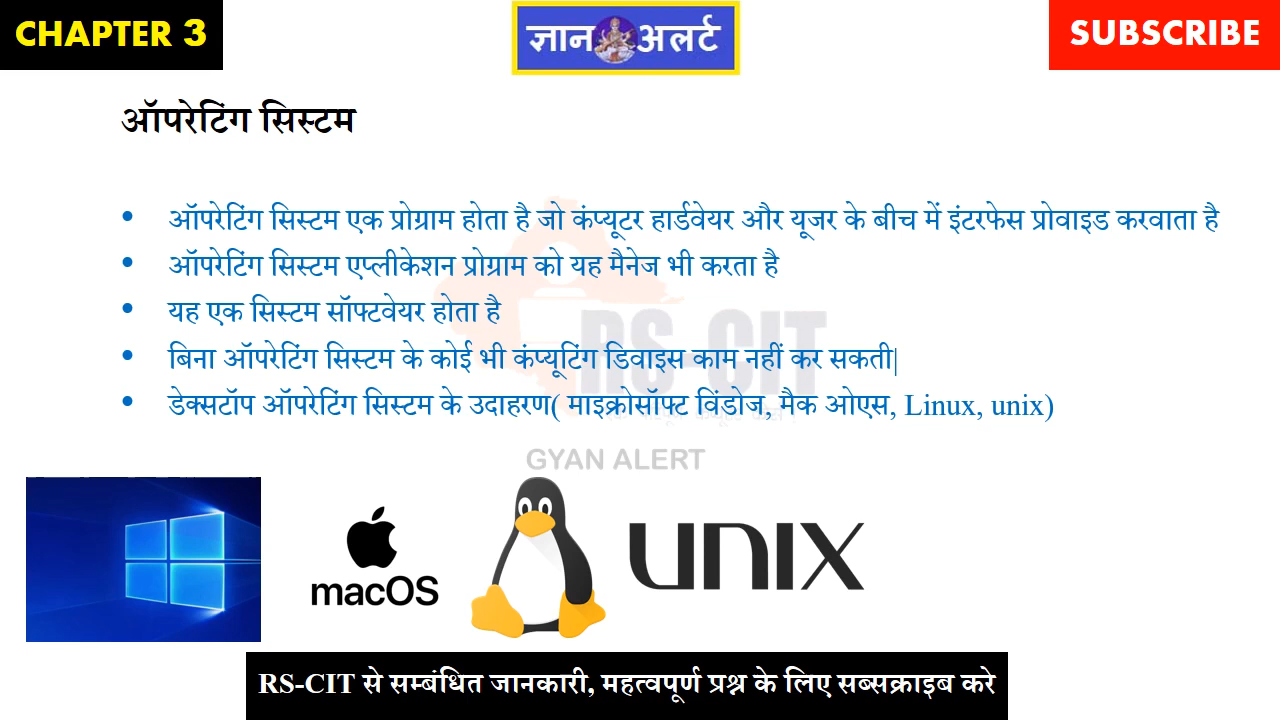 CHAPTER 3
ज्ञान अलर्ट
SUBSCRIBE
ऑपरेटिंग सिस्टम
• ऑपरेटिंग सिस्टम एक प्रोग्राम होता है जो कंप्यूटर हार्डवेयर और यूजर के बीच में इंटरफेस प्रोवाइड करवाता है
• ऑपरेटिंग सिस्टम एप्लीकेशन प्रोग्राम को यह मैनेज भी करता है
• यह एक सिस्टम सॉफ्टवेयर होता है
• बिना ऑपरेटिंग सिस्टम के कोई भी कंप्यूटिंग डिवाइस काम नहीं कर सकती|
• डेक्सटॉप ऑपरेटिंग सिस्टम के उदाहरण( माइक्रोसॉफ्ट विंडोज, मैक ओएस, Linux, unix)
RS-CIT
GYAN ALERT
macOS
UNIX
RS-CIT से सम्बंधित जानकारी, महत्वपूर्ण प्रश्न के लिए सब्सक्राइब करे